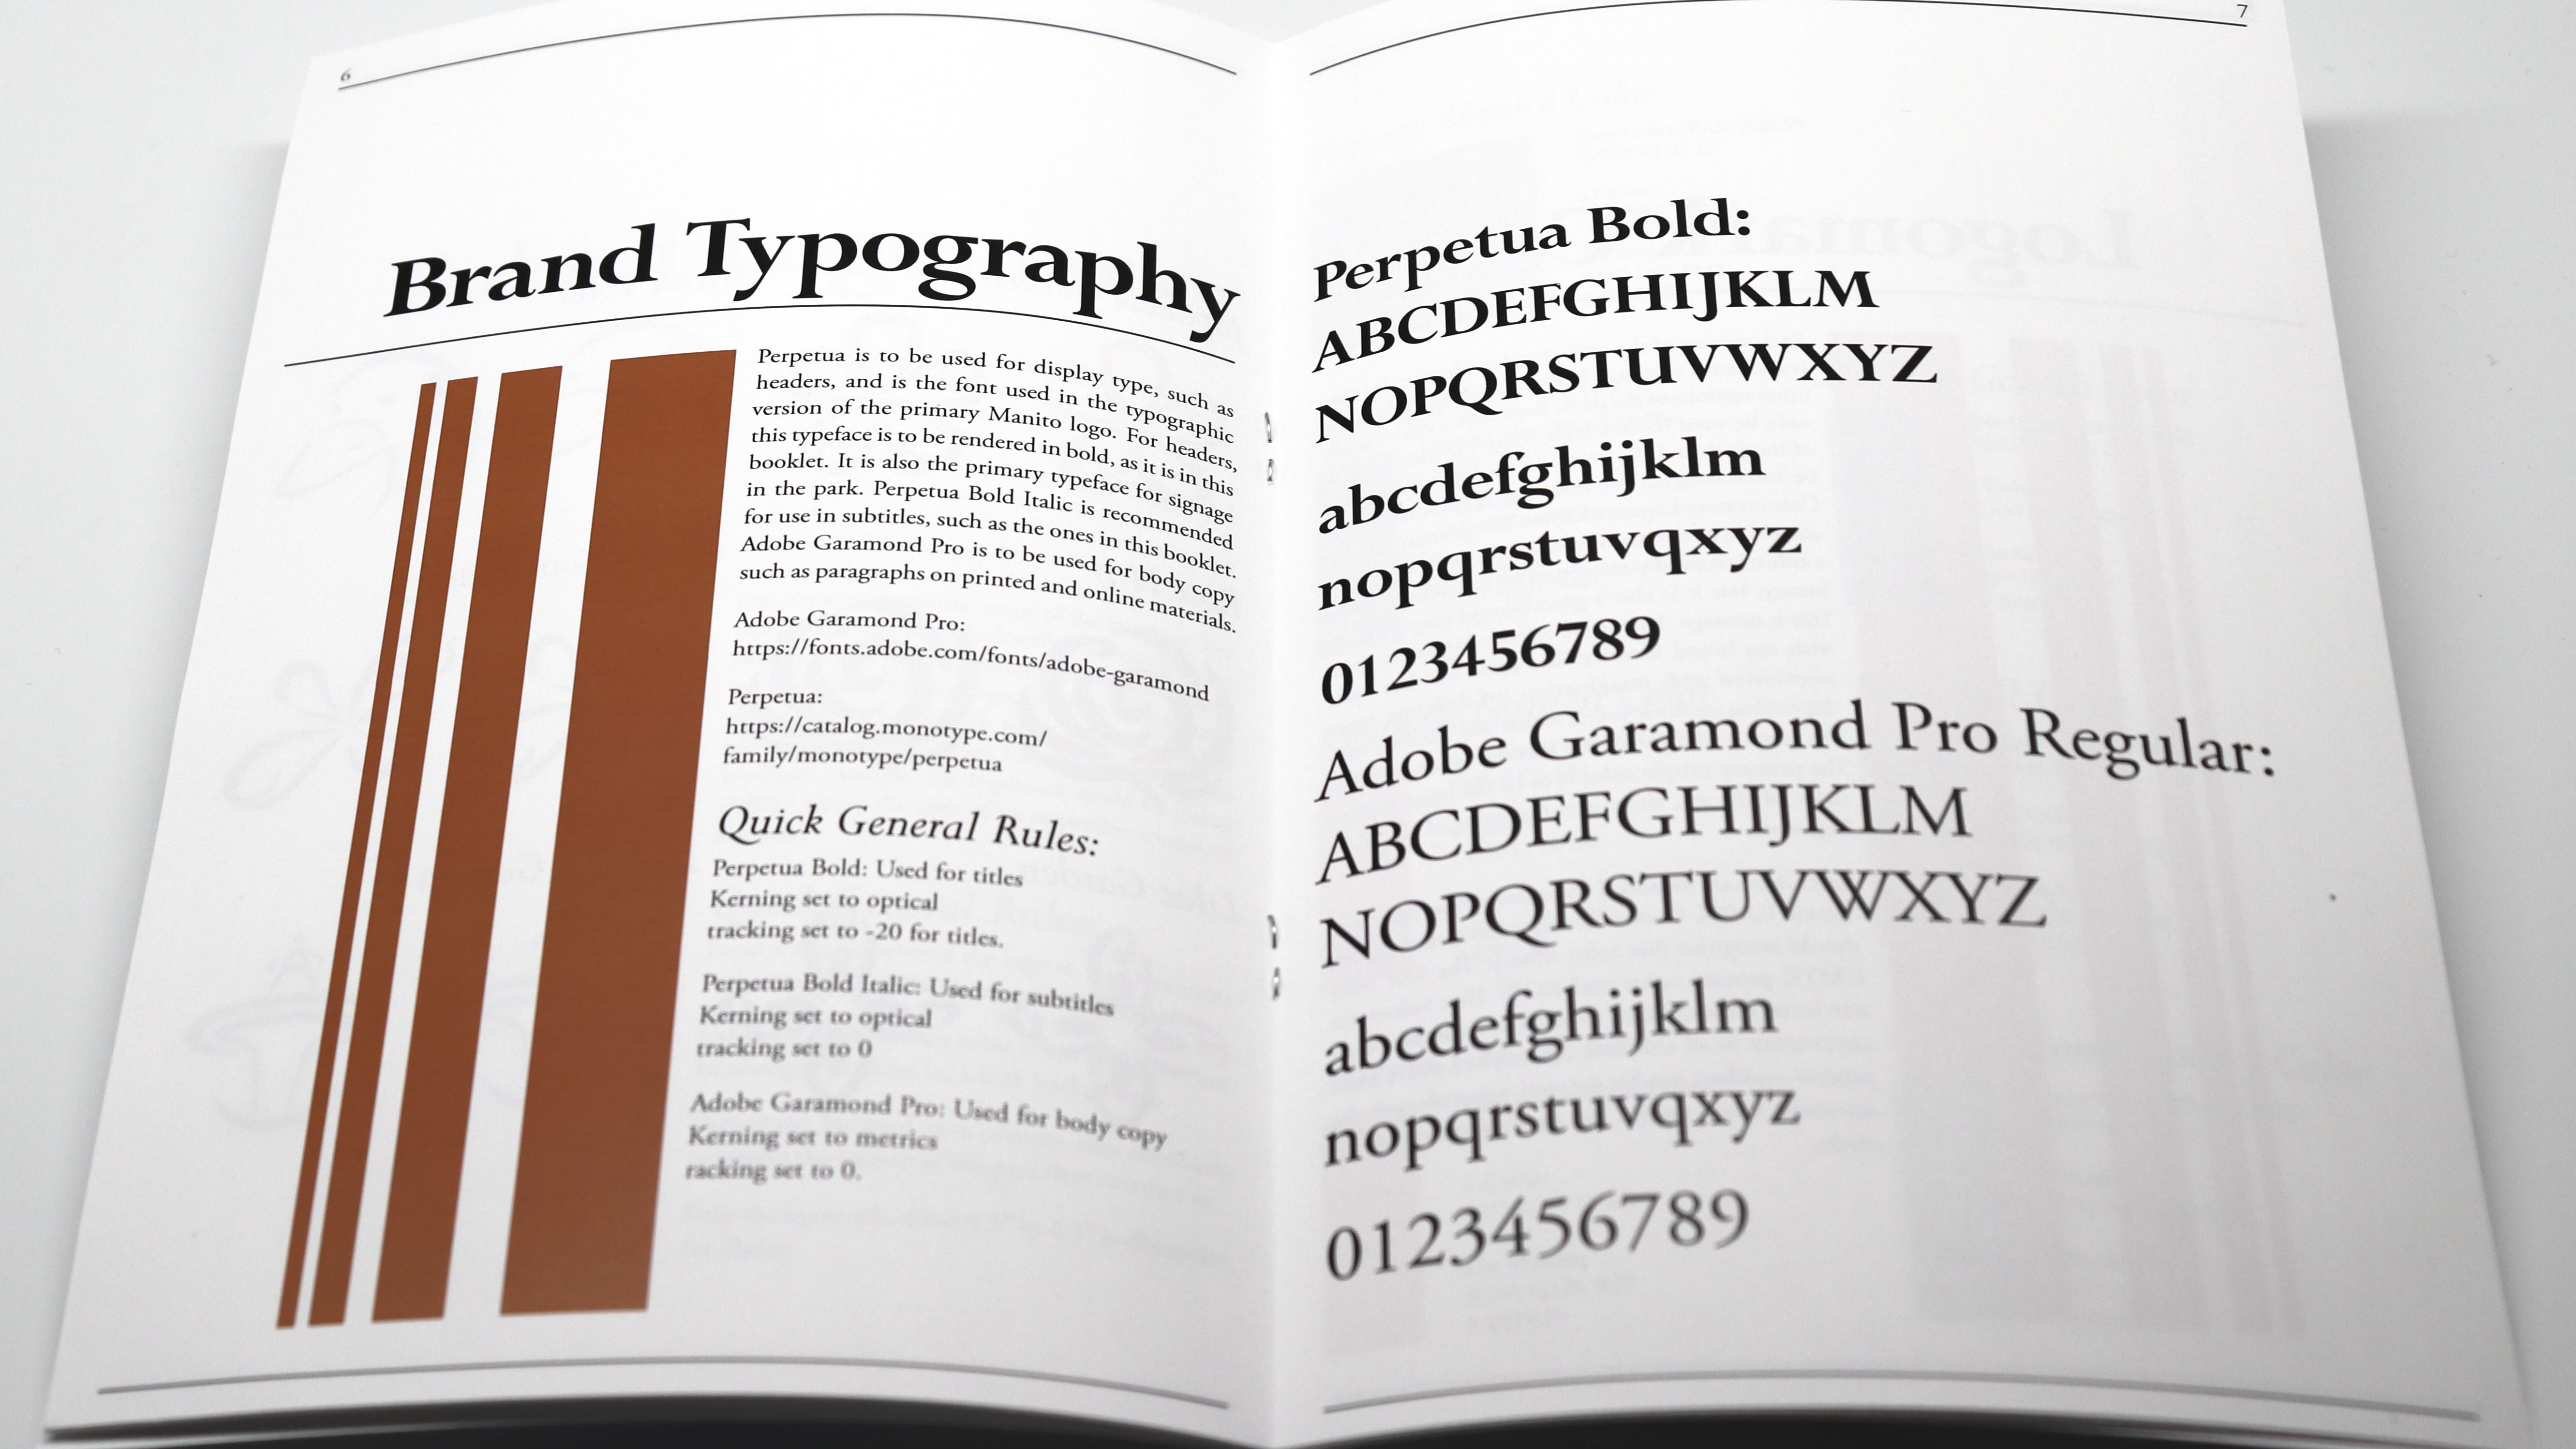 6
Brand Typography
Perpetua is to be used for display type, such as
headers, and is the font used in the typographic
version of the primary Manito logo. For headers,
this typeface is to be rendered in bold, as it is in this
booklet. It is also the primary typeface for signage
in the park. Perpetua Bold Italic is recommended
for use in subtitles, such as the ones in this booklet.
Adobe Garamond Pro is to be used for body copy
such as paragraphs on printed and online materials.
Adobe Garamond Pro:
https://fonts.adobe.com/fonts/adobe-garamond
Perpetua:
https://catalog.monotype.com/
family/monotype/perpetua
Quick General Rules:
Perpetua Bold: Used for titles
Kerning set to optical
tracking set to -20 for titles.
Perpetua Bold Italic: Used for subtitles
Kerning set to optical
tracking set to 0
Adobe Garamond Pro: Used for body copy
Kerning set to metrics
racking set to 0.
7
Perpetua Bold:
ABCDEFGHIJKLM
NOPQRSTUVWXYZ
abcdefghijklm
nopqrstuvqxyz
0123456789
Adobe Garamond Pro Regular:
ABCDEFGHIJKLM
NOPQRSTUVWXYZ
abcdefghijklm
nopqrstuvqxyz
0123456789